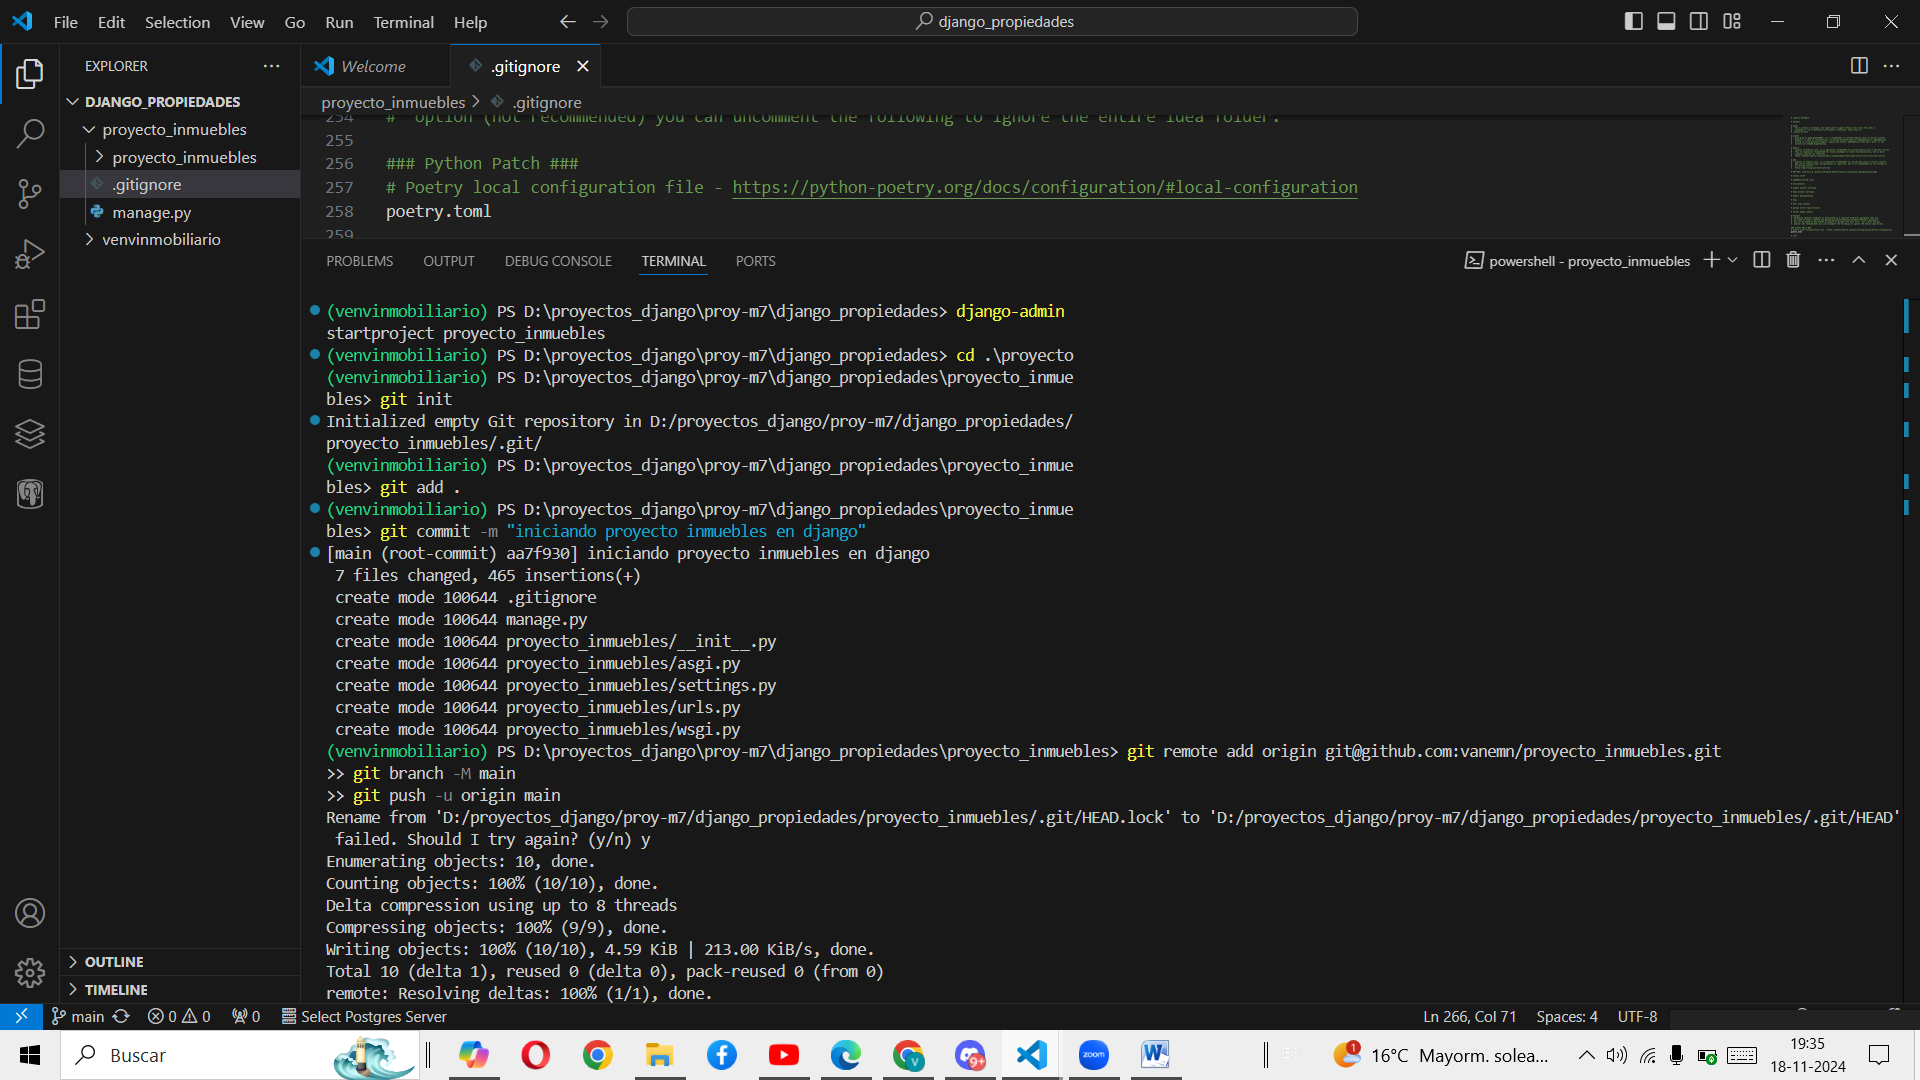 File Edit Selection View Go Run Terminal Help
django_propiedades
EXPLORER
DJANGO_PROPIEDADES
proyecto_inmuebles
proyecto_inmuebles
.gitignore
manage.py
venvinmobiliario
OUTLINE
TIMELINE
Welcome
.gitignore
proyecto_inmuebles > .gitignore
254 # option (not recommended) you can uncomment the following to ignore the entire idea folder.
255
256 ### Python Patch ###
257 # Poetry local configuration file - https://python-poetry.org/docs/configuration/#local-configuration
258 poetry.toml
259
PROBLEMS OUTPUT DEBUG CONSOLE TERMINAL PORTS
powershell - proyecto_inmuebles
(venvinmobiliario) PS D:\proyectos_django\proy-m7\django_propiedades> django-admin
startproject proyecto_inmuebles
(venvinmobiliario) PS D:\proyectos_django\proy-m7\django_propiedades> cd .\proyecto
(venvinmobiliario) PS D:\proyectos_django\proy-m7\django_propiedades\proyecto_inmue
bles> git init
Initialized empty Git repository in D:/proyectos_django/proy-m7/django_propiedades/
proyecto_inmuebles/.git/
(venvinmobiliario) PS D:\proyectos_django\proy-m7\django_propiedades\proyecto_inmue
bles> git add .
(venvinmobiliario) PS D:\proyectos_django\proy-m7\django_propiedades\proyecto_inmue
bles> git commit -m "iniciando proyecto inmuebles en django"
[main (root-commit) aa7f930] iniciando proyecto inmuebles en django
7 files changed, 465 insertions(+)
create mode 100644 .gitignore
create mode 100644 manage.py
create mode 100644 proyecto_inmuebles/__init__.py
create mode 100644 proyecto_inmuebles/asgi.py
create mode 100644 proyecto_inmuebles/settings.py
create mode 100644 proyecto_inmuebles/urls.py
create mode 100644 proyecto_inmuebles/wsgi.py
(venvinmobiliario) PS D:\proyectos_django\proy-m7\django_propiedades\proyecto_inmuebles> git remote add origin git@github.com:vanemn/proyecto_inmuebles.git
>> git branch -M main
>> git push -u origin main
Rename from 'D:/proyectos_django/proy-m7/django_propiedades/proyecto_inmuebles/.git/HEAD.lock' to 'D:/proyectos_django/proy-m7/django_propiedades/proyecto_inmuebles/.git/HEAD'
failed. Should I try again? (y/n) y
Enumerating objects: 10, done.
Counting objects: 100% (10/10), done.
Delta compression using up to 8 threads
Compressing objects: 100% (9/9), done.
Writing objects: 100% (10/10), 4.59 KiB | 213.00 KiB/s, done.
Total 10 (delta 1), reused 0 (delta 0), pack-reused 0 (from 0)
remote: Resolving deltas: 100% (1/1), done.
main 0 0 0 Select Postgres Server
Ln 266, Col 71 Spaces: 4 UTF-8
Buscar
9+
zoom
1
16°C Mayorm. solea...
19:35
18-11-2024